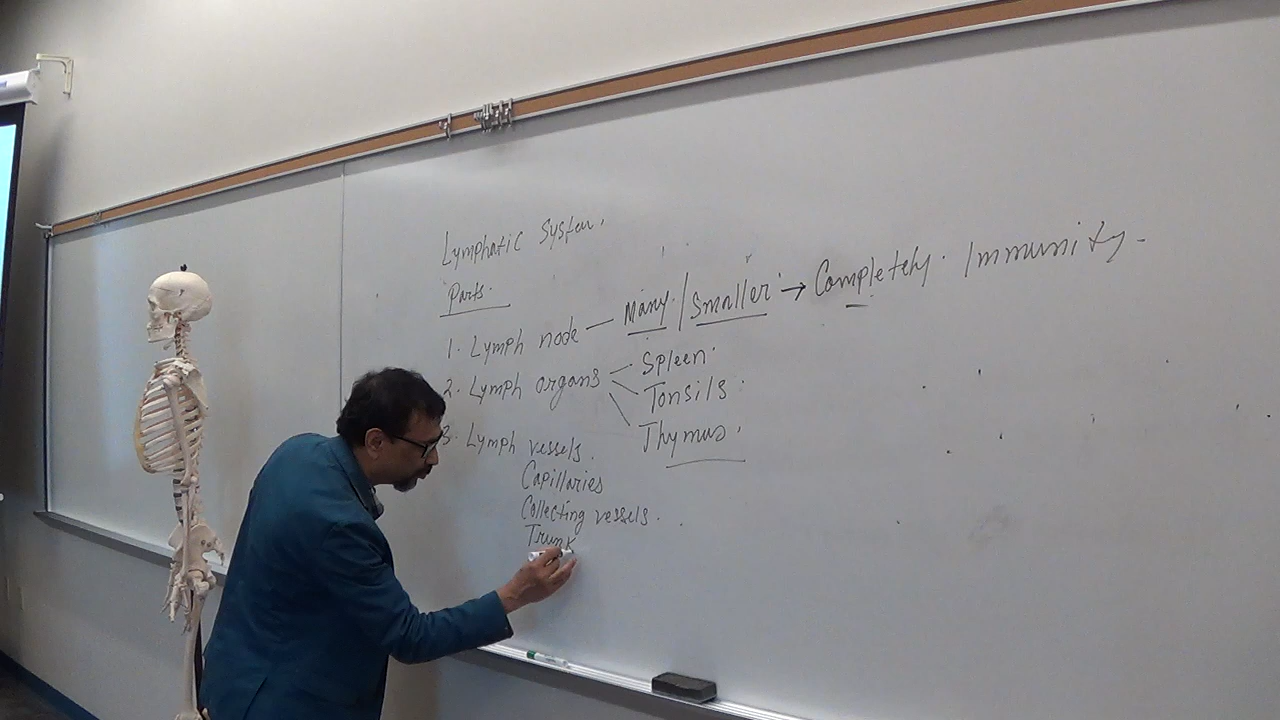 Lymphatic System.
Parts.
1. Lymph node — Many / Smaller → Completely. Immunity.
2. Lymph organs Spleen.
Tonsils.
Thymus.
3. Lymph vessels.
Capillaries
Collecting vessels.
Trunk